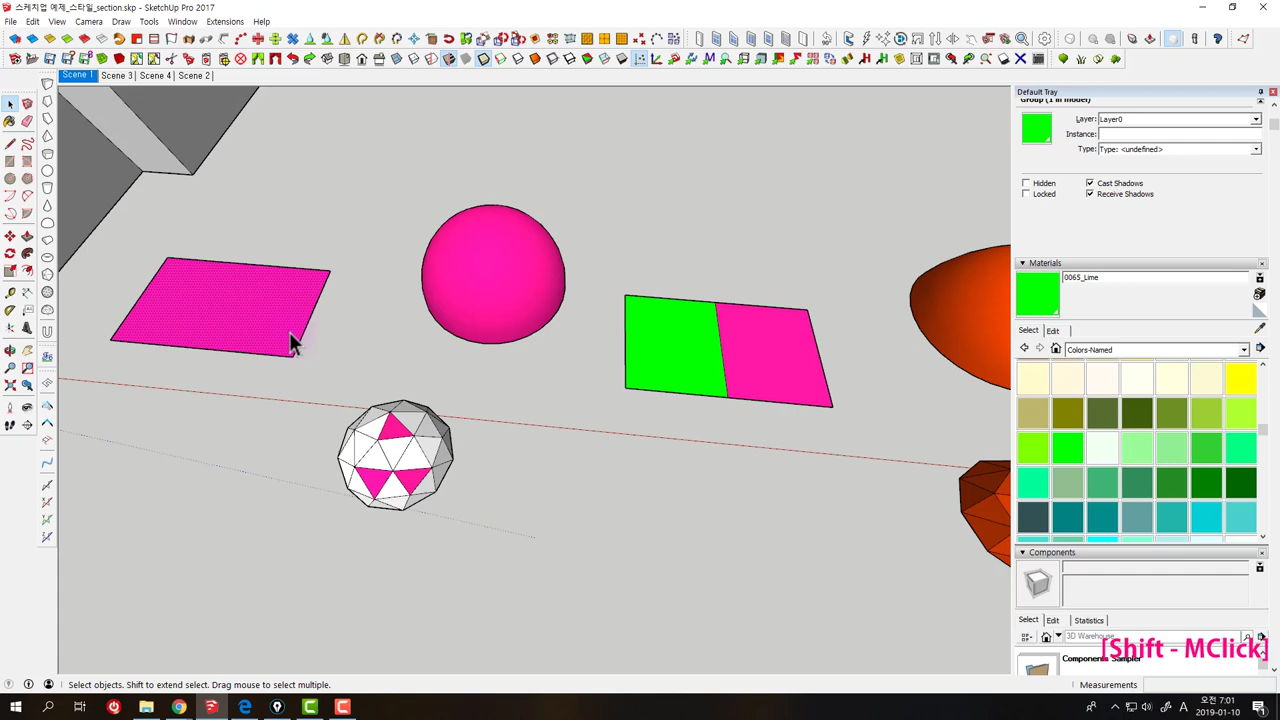 스케치업 예제_스타일_section.skp - SketchUp Pro 2017
File Edit View Camera Draw Tools Window Extensions Help
Scene 1 Scene 3 Scene 4 Scene 2
Default Tray
Group (1 in model)
Layer: Layer0
Instance:
Type: Type: <undefined>
Hidden Cast Shadows
Locked Receive Shadows
Materials
0065_Lime
Select Edit
Colors-Named
Components
Select Edit Statistics
3D Warehouse
[Shift - MClick]
Components Sampler
Select objects. Shift to extend select. Drag mouse to select multiple.
Measurements
A 오전 7:01
2019-01-10